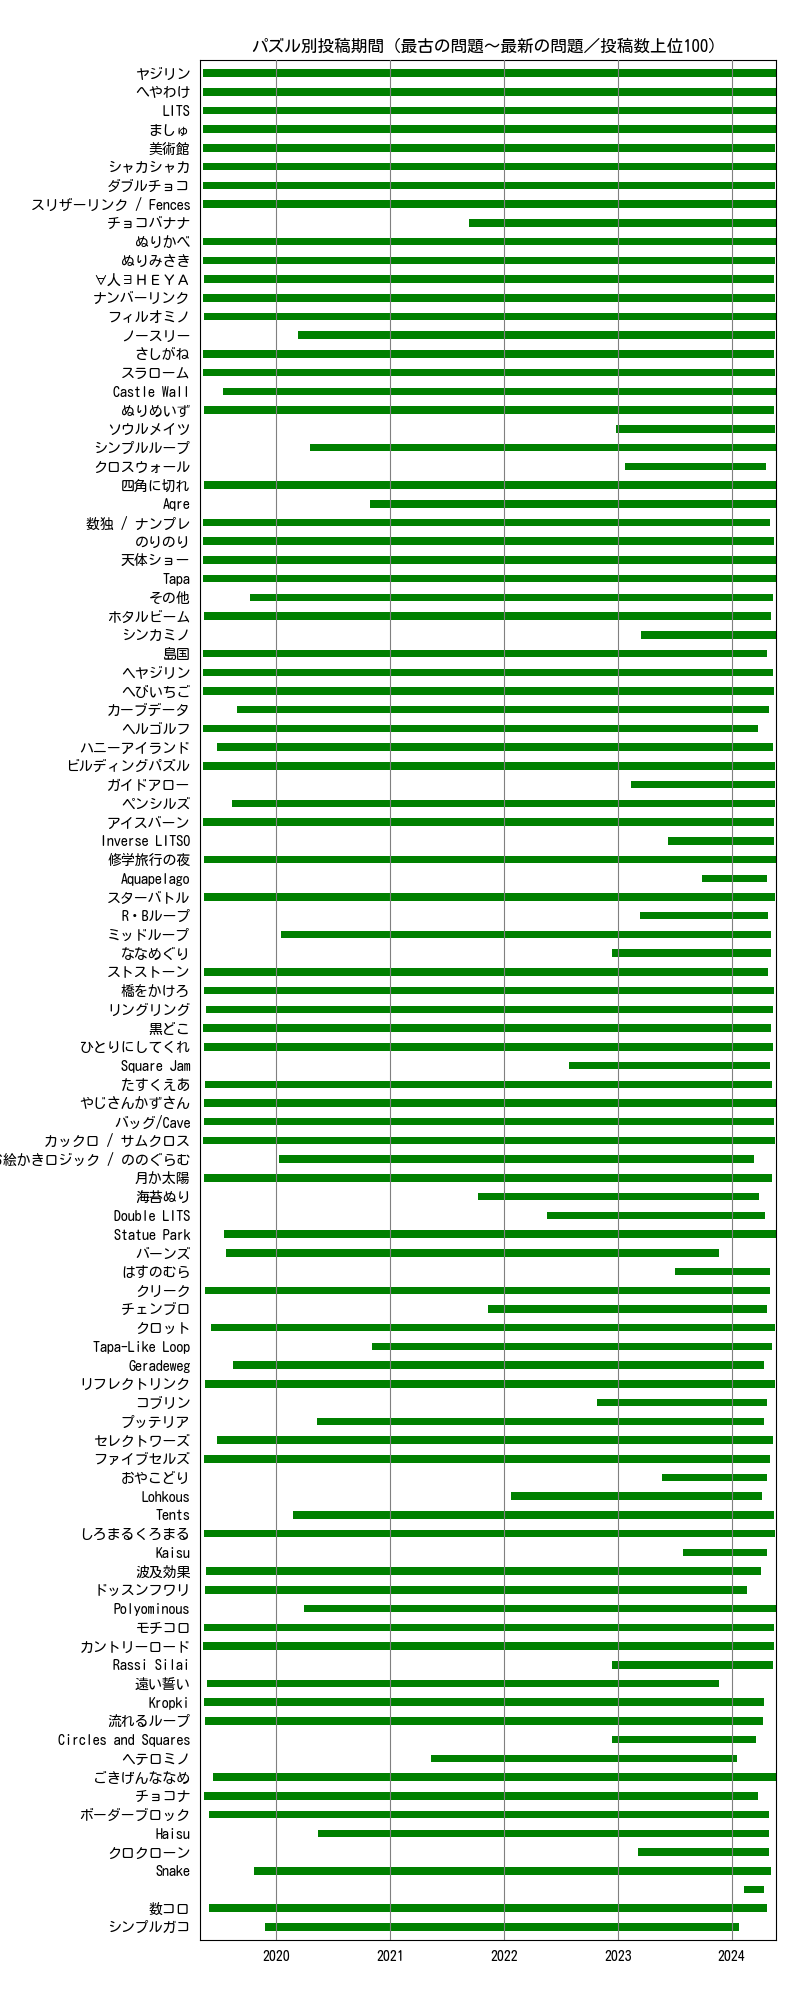 パズル別投稿期間（最古の問題～最新の問題／投稿数上位100）
ヤジリン
へやわけ
LITS
ましゅ
美術館
シャカシャカ
ダブルチョコ
スリザーリンク / Fences
チョコバナナ
ぬりかべ
ぬりみさき
∀人ヨＨＥＹＡ
ナンバーリンク
フィルオミノ
ノースリー
さしがね
スラローム
Castle Wall
ぬりめいず
ソウルメイツ
シンプルループ
クロスウォール
四角に切れ
Aqre
数独 / ナンプレ
のりのり
天体ショー
Tapa
その他
ホタルビーム
シンカミノ
島国
ヘヤジリン
へびいちご
カーブデータ
ヘルゴルフ
ハニーアイランド
ビルディングパズル
ガイドアロー
ペンシルズ
アイスバーン
Inverse LITSO
修学旅行の夜
Aquapelago
スターバトル
R・Bループ
ミッドループ
ななめぐり
ストストーン
橋をかけろ
リングリング
黒どこ
ひとりにしてくれ
Square Jam
たすくえあ
やじさんかずさん
バッグ/Cave
カックロ / サムクロス
絵かきロジック / ののぐらむ
月か太陽
海苔ぬり
Double LITS
Statue Park
バーンズ
はすのむら
クリーク
チェンブロ
クロット
Tapa-Like Loop
Geradeweg
リフレクトリンク
コブリン
プッテリア
セレクトワーズ
ファイブセルズ
おやこどり
Lohkous
Tents
しろまるくろまる
Kaisu
波及効果
ドッスンフワリ
Polyominous
モチコロ
カントリーロード
Rassi Silai
遠い誓い
Kropki
流れるループ
Circles and Squares
ヘテロミノ
ごきげんななめ
チョコナ
ボーダーブロック
Haisu
クロクローン
Snake
数コロ
シンプルガコ
2020 2021 2022 2023 2024